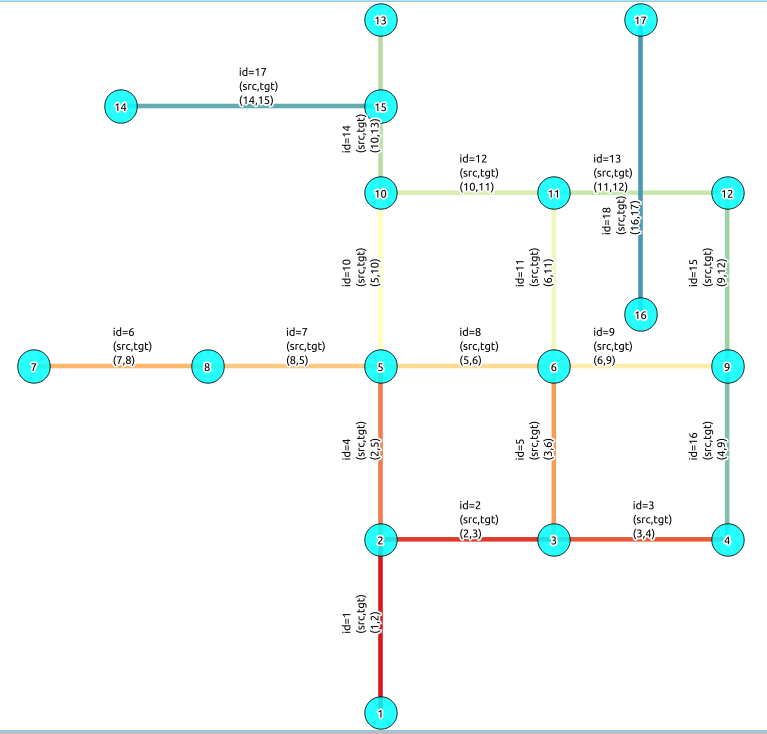 13
17
id=17
(src,tgt)
(14,15)
14
15
id=14
(src,tgt)
(10,13)
id=12
(src,tgt)
(10,11)
id=13
(src,tgt)
(11,12)
10
11
12
id=18
(src,tgt)
(16,17)
id=10
(src,tgt)
(5,10)
id=11
(src,tgt)
(6,11)
id=15
(src,tgt)
(9,12)
16
id=6
(src,tgt)
(7,8)
id=7
(src,tgt)
(8,5)
id=8
(src,tgt)
(5,6)
id=9
(src,tgt)
(6,9)
7
8
5
6
9
id=4
(src,tgt)
(2,5)
id=5
(src,tgt)
(3,6)
id=16
(src,tgt)
(4,9)
id=2
(src,tgt)
(2,3)
id=3
(src,tgt)
(3,4)
2
3
4
id=1
(src,tgt)
(1,2)
1